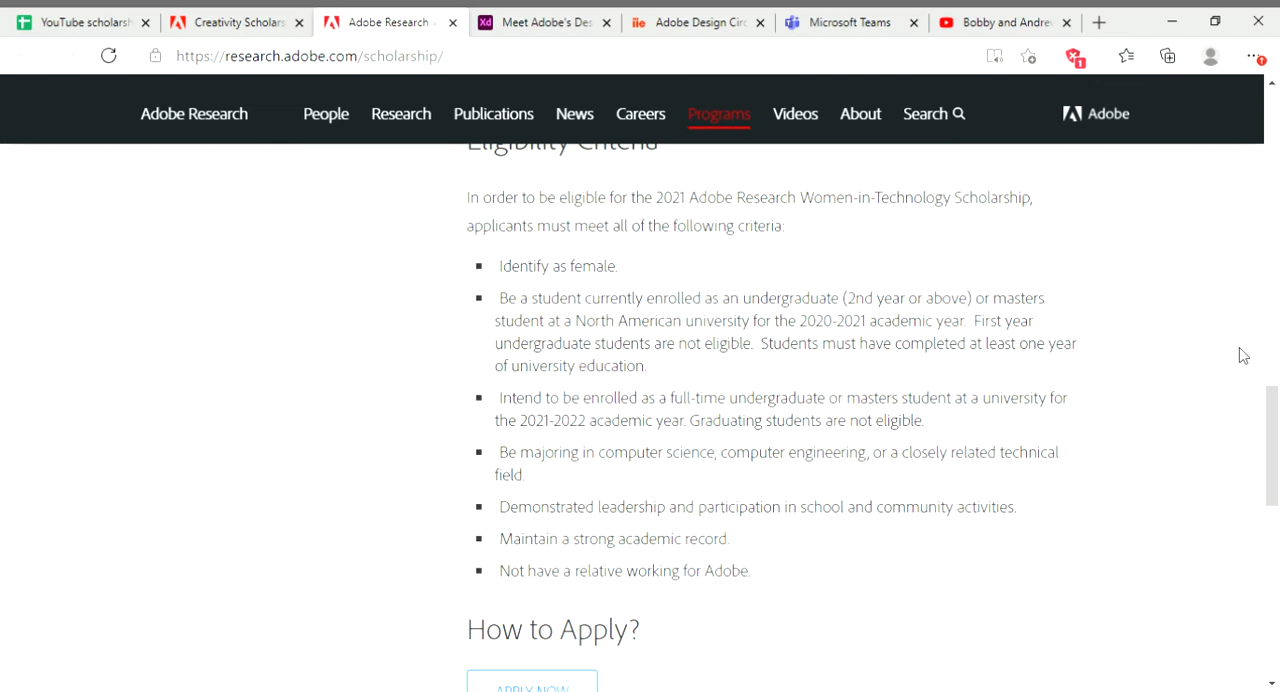 YouTube scholarsh
Creativity Scholars
Adobe Research -
Xd Meet Adobe's Des
iie Adobe Design Circ
Microsoft Teams
Bobby and Andre
https://research.adobe.com/scholarship/
1
Adobe Research People Research Publications News Careers Programs Videos About Search Adobe
Eligibility Criteria
In order to be eligible for the 2021 Adobe Research Women-in-Technology Scholarship,
applicants must meet all of the following criteria:
Identify as female.
Be a student currently enrolled as an undergraduate (2nd year or above) or masters
student at a North American university for the 2020-2021 academic year. First year
undergraduate students are not eligible. Students must have completed at least one year
of university education.
Intend to be enrolled as a full-time undergraduate or masters student at a university for
the 2021-2022 academic year. Graduating students are not eligible.
Be majoring in computer science, computer engineering, or a closely related technical
field.
Demonstrated leadership and participation in school and community activities.
Maintain a strong academic record.
Not have a relative working for Adobe.
How to Apply?
APPLY NOW